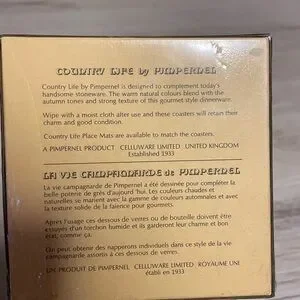 COUNTRY LIFE by PIMPERNEL
Country Life by Pimpernel is designed to complement today's
handsome stoneware. The warm natural colours blend with the
autumn tones and strong texture of this gourmet style dinnerware.
Wipe with a moist cloth after use and these coasters will retain their
charm and good condition.
Country Life Place Mats are available to match the coasters.
A PIMPERNEL PRODUCT CELLUWARE LIMITED UNITED KINGDOM
Established 1933
LA VIE CAMPAGNARDE de PIMPERNEL
La vie campagnarde de Pimpernel a été dessinée pour complèter la
belle poterie de grès d'aujourd'hui. Les couleurs chaudes et
naturelles se marient avec la gamme de couleurs automnales et avec
la texture solide de la faïence pour gourmets.
Après l'usage ces dessous de verres ou de bouteille doivent être
essuyés d'un torchon humide et ils garderont leur charme et bon
état, comme ça.
On peut obtenir des napperons individuels dans ce style de la vie
campagnarde assortis à ces dessous de verres.
UN PRODUIT DE PIMPERNEL CELLUWARE LIMITED ROYAUME UNI
établi en 1933